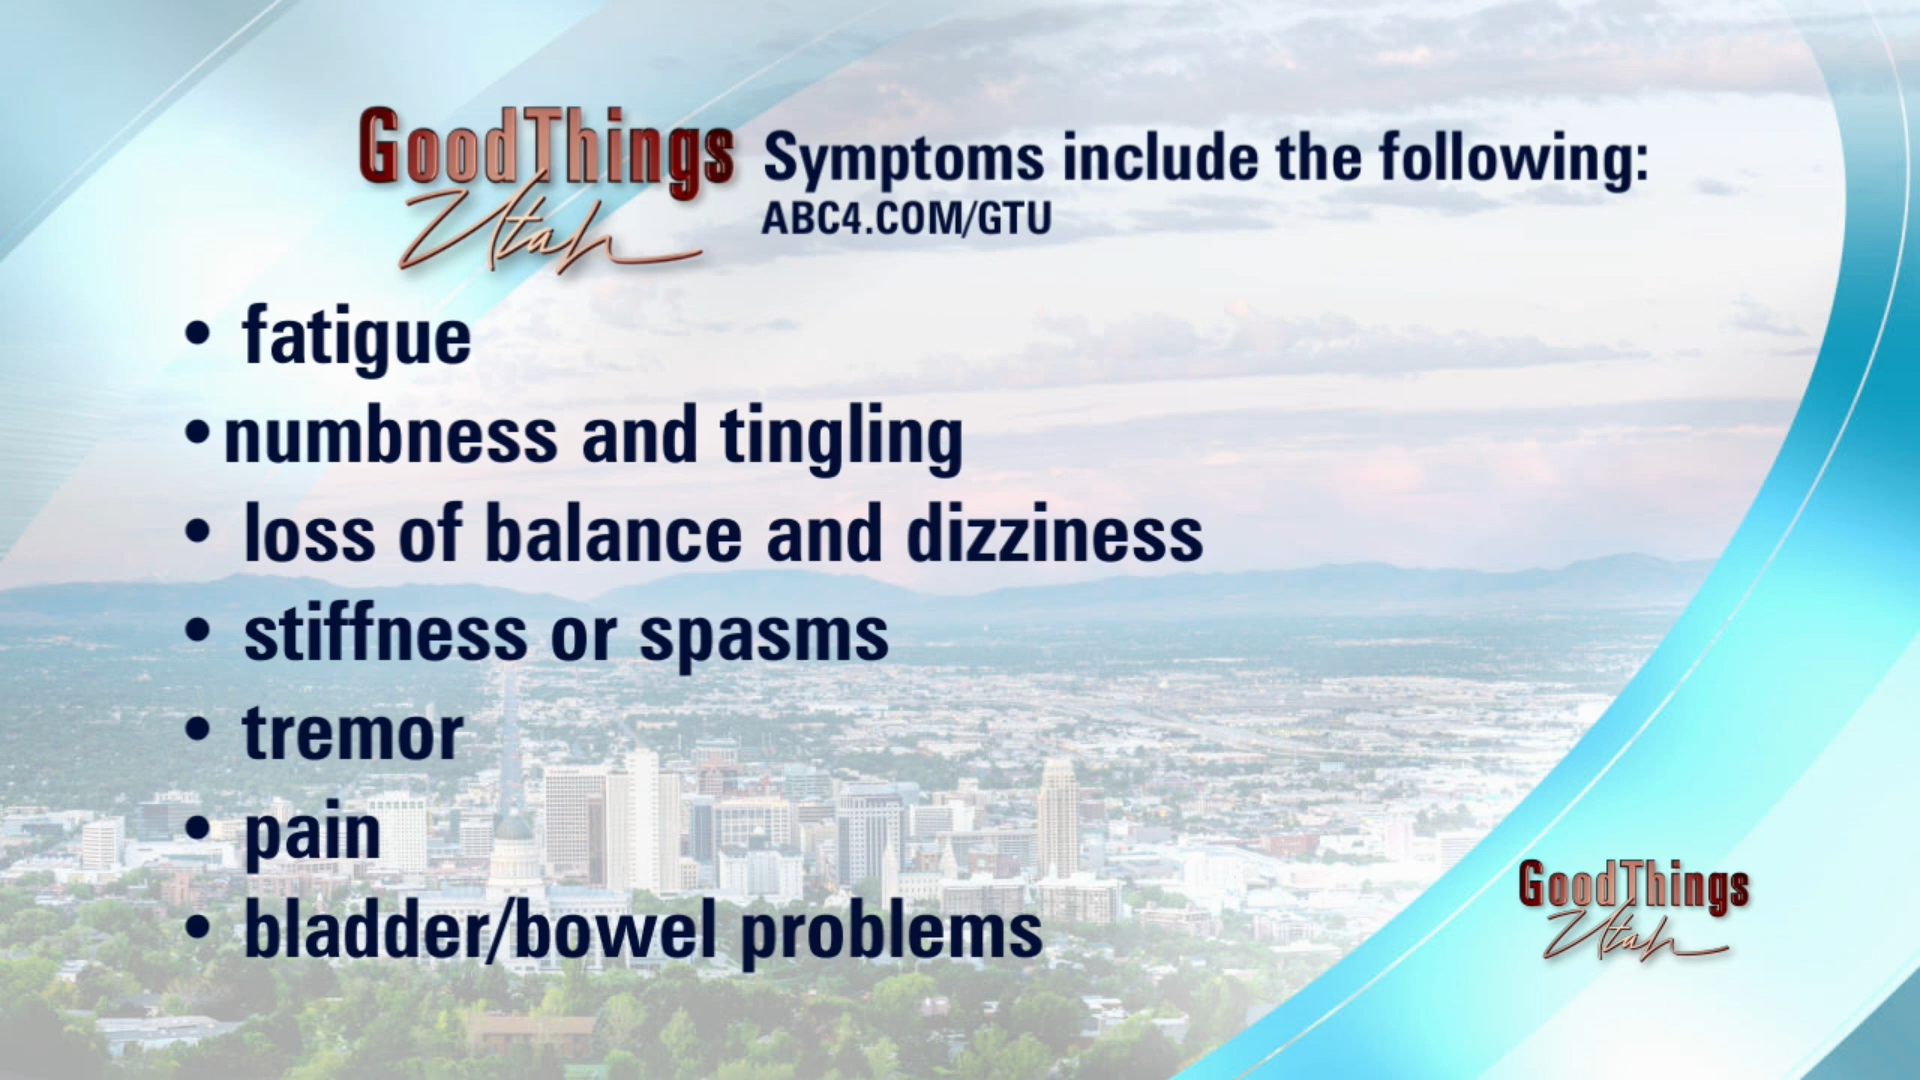 GoodThings
Utah
Symptoms include the following:
ABC4.COM/GTU
• fatigue
• numbness and tingling
• loss of balance and dizziness
• stiffness or spasms
• tremor
• pain
• bladder/bowel problems
GoodThings
Utah